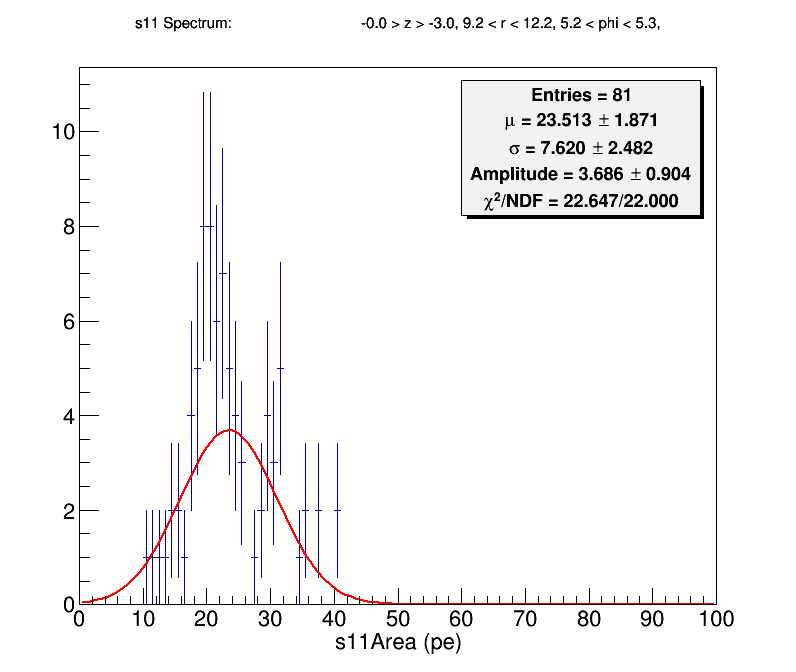 s11 Spectrum: -0.0 > z > -3.0, 9.2 < r < 12.2, 5.2 < phi < 5.3,
Entries = 81
μ = 23.513 ± 1.871
σ = 7.620 ± 2.482
Amplitude = 3.686 ± 0.904
χ²/NDF = 22.647/22.000
10
8
6
4
2
0
0 10 20 30 40 50 60 70 80 90 100
s11Area (pe)